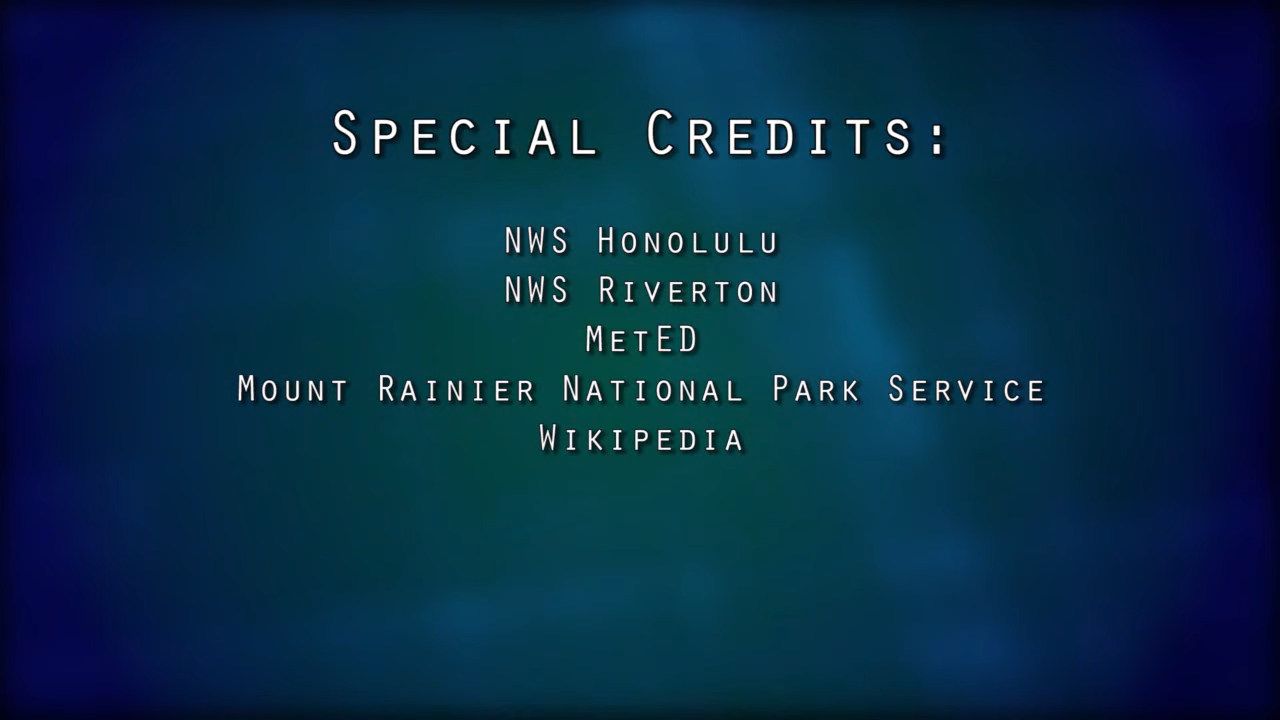 Special Credits:
NWS Honolulu
NWS Riverton
MetED
Mount Rainier National Park Service
Wikipedia